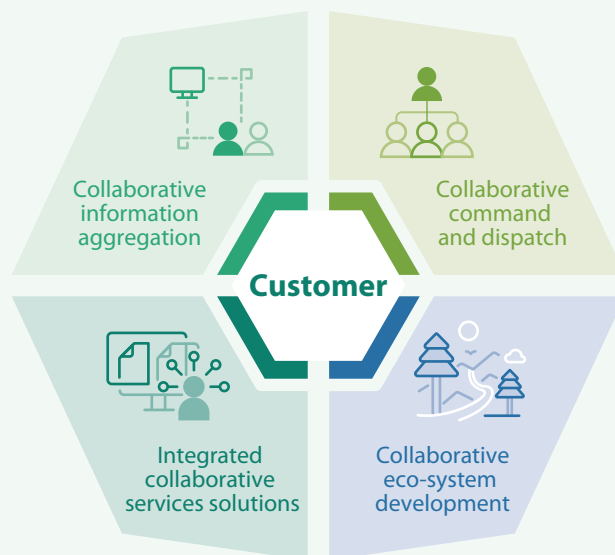 Collaborative
information
aggregation
Collaborative
command
and dispatch
Customer
Integrated
collaborative
services solutions
Collaborative
eco-system
development